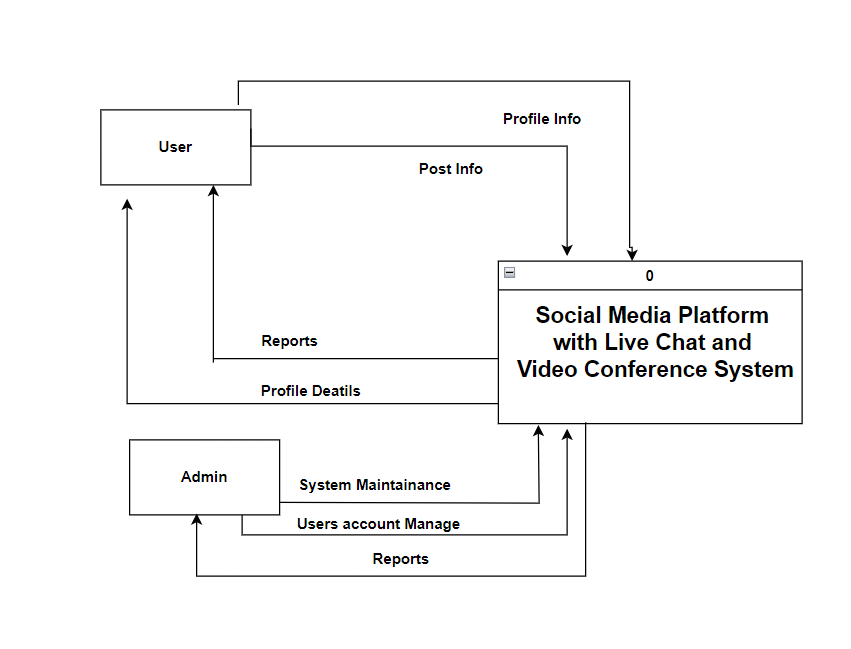 Profile Info
User
Post Info
0
Social Media Platform
with Live Chat and
Video Conference System
Reports
Profile Deatils
Admin
System Maintainance
Users account Manage
Reports